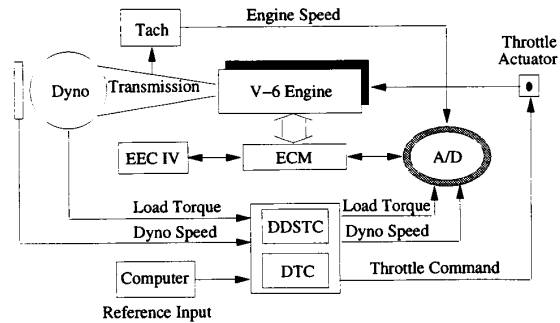 Tach
Engine Speed
Throttle
Actuator
Dyno
Transmission
V-6 Engine
EEC IV
ECM
A/D
Load Torque
Load Torque
Dyno Speed
DDSTC
Dyno Speed
Computer
DTC
Throttle Command
Reference Input